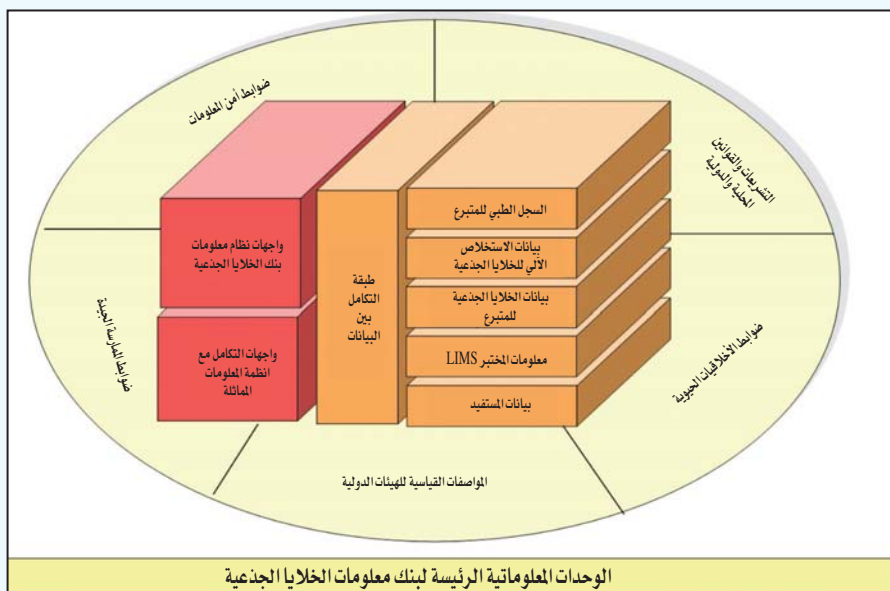 ضوابط أمن المعلومات
التشريعات والقوانين
المحلية والدولية
السجل الطبي للمتبرع
واجهات نظام معلومات
بنك الخلايا الجذعية
بيانات الاستخلاص
الآلي للخلايا الجذعية
طبقة
التكامل
بين
البيانات
بيانات الخلايا الجذعية
للمتبرع
ضوابط الممارسة الجيدة
ضوابط الأخلاقيات الحيوية
واجهات التكامل مع
انظمة المعلومات
المماثلة
معلومات المختبر LIMS
بيانات المستفيد
المواصفات القياسية للهيئات الدولية
الوحدات المعلوماتية الرئيسة لبنك معلومات الخلايا الجذعية